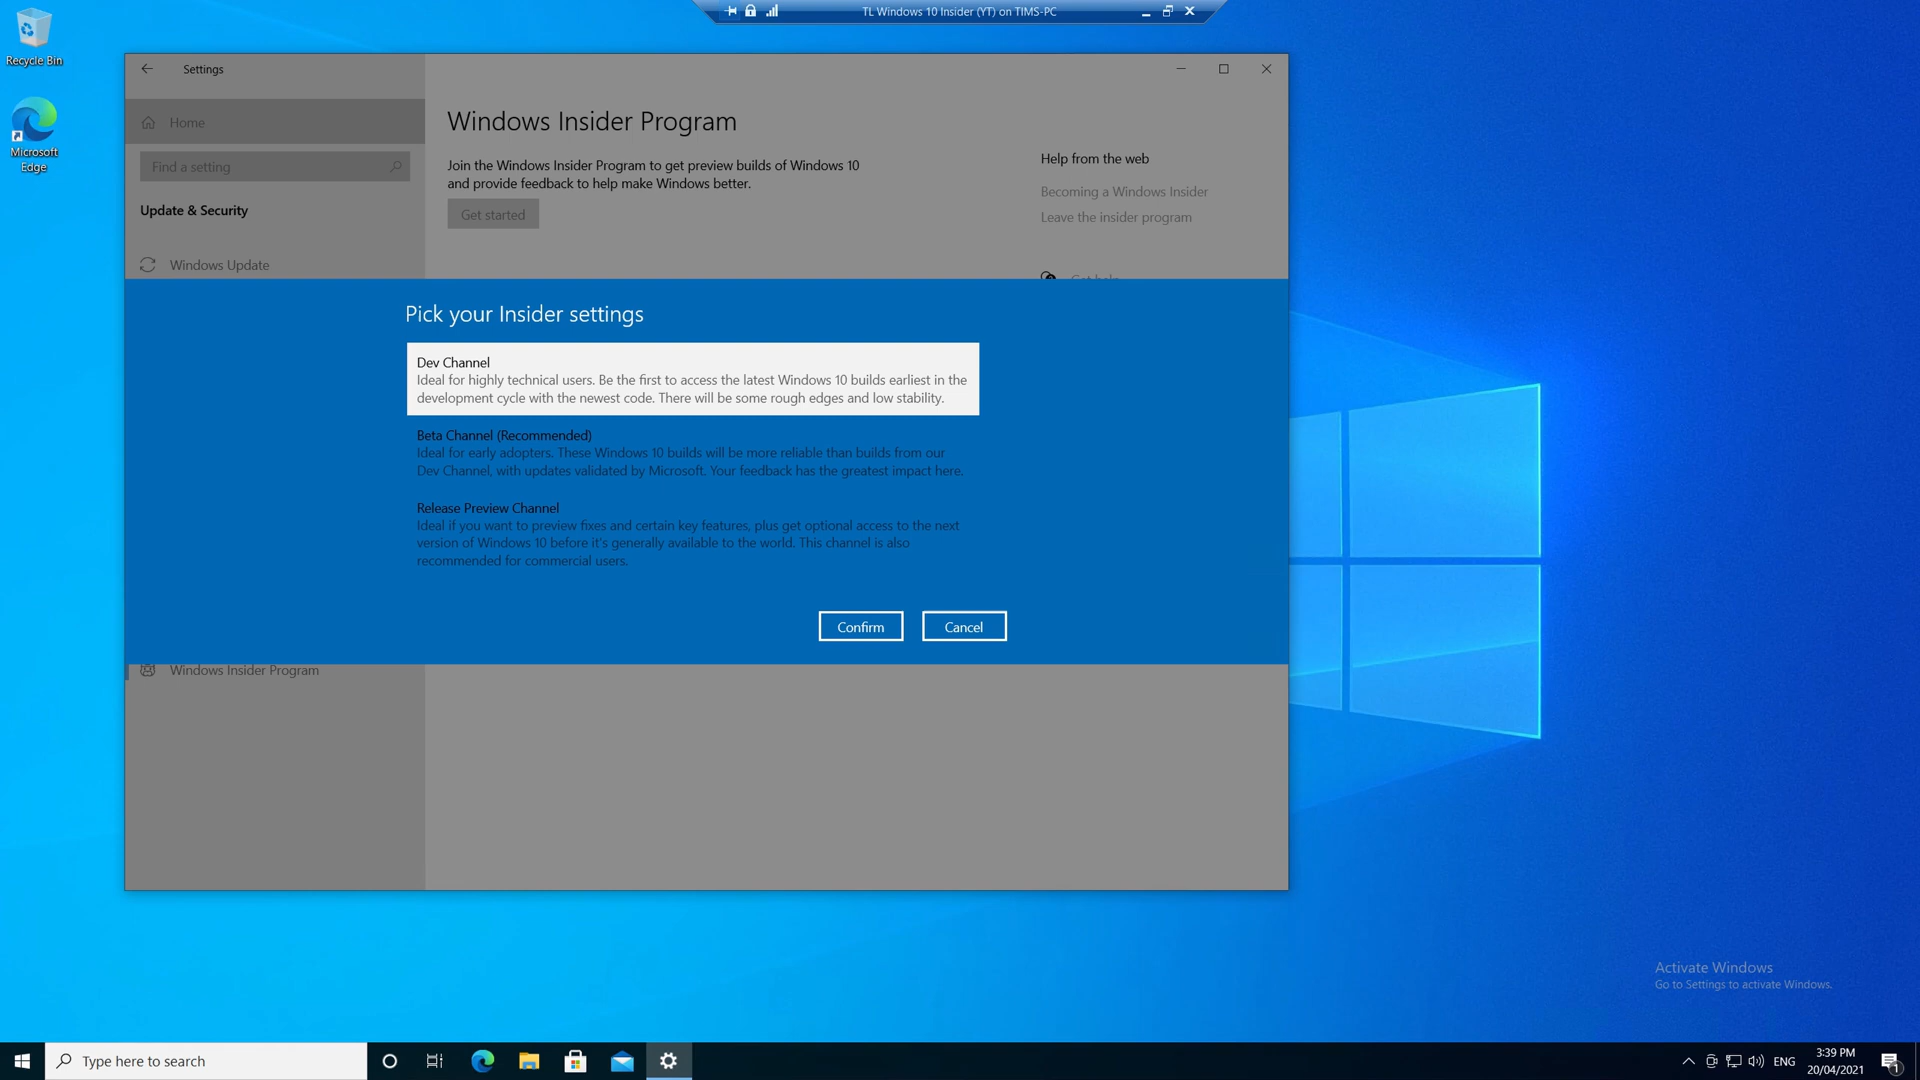 TL Windows 10 Insider (YT) on TIMS-PC
Recycle Bin
Microsoft
Edge
Settings
Home
Find a setting
Update & Security
Windows Update
Windows Insider Program
Windows Insider Program
Join the Windows Insider Program to get preview builds of Windows 10
and provide feedback to help make Windows better.
Get started
Help from the web
Becoming a Windows Insider
Leave the insider program
Get help
Pick your Insider settings
Dev Channel
Ideal for highly technical users. Be the first to access the latest Windows 10 builds earliest in the
development cycle with the newest code. There will be some rough edges and low stability.
Beta Channel (Recommended)
Ideal for early adopters. These Windows 10 builds will be more reliable than builds from our
Dev Channel, with updates validated by Microsoft. Your feedback has the greatest impact here.
Release Preview Channel
Ideal if you want to preview fixes and certain key features, plus get optional access to the next
version of Windows 10 before it's generally available to the world. This channel is also
recommended for commercial users.
Confirm
Cancel
Activate Windows
Go to Settings to activate Windows.
Type here to search
ENG
3:39 PM
20/04/2021
1